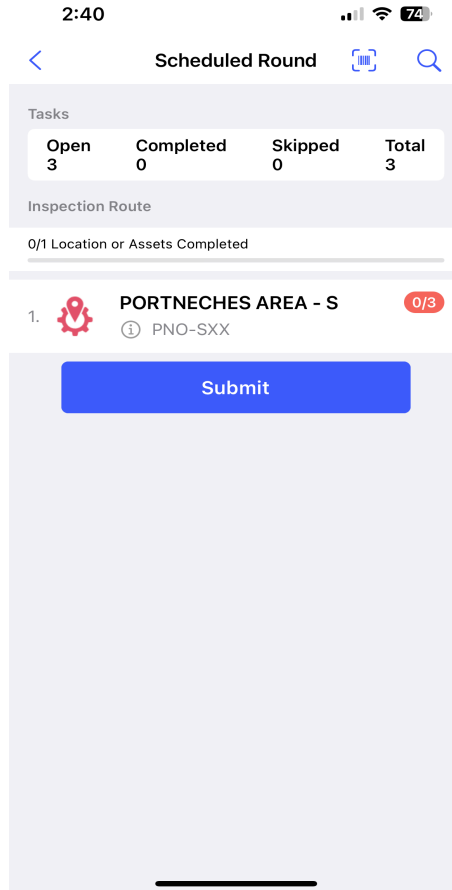 2:40
74
Scheduled Round
Tasks
Open Completed Skipped Total
3 0 0 3
Inspection Route
0/1 Location or Assets Completed
1. PORTNECHES AREA - S 0/3
PNO-SXX
Submit